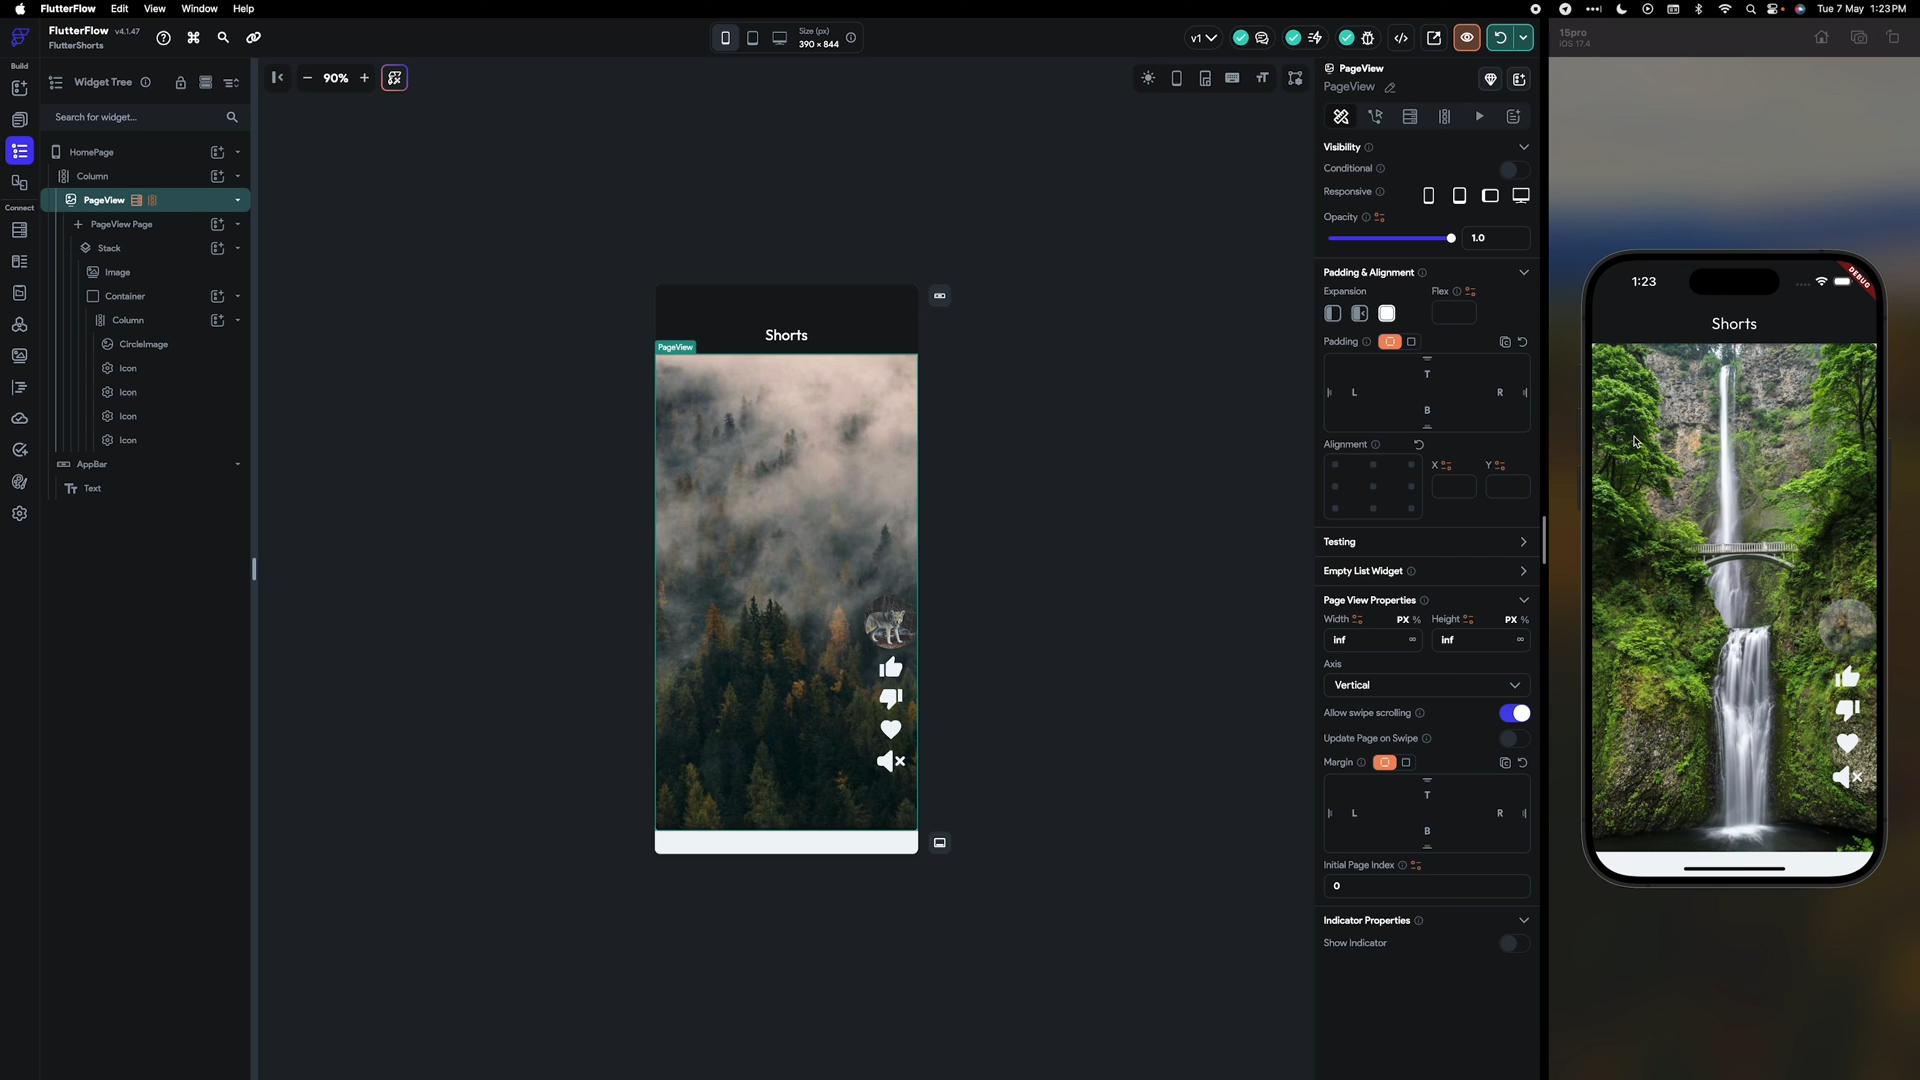 FlutterFlow Edit View Window Help
Tue 7 May 1:23PM
FlutterFlow v4.1.47
FlutterShorts
Size (px)
390 × 844
v1
15pro
iOS 17.4
Build
Widget Tree
90%
PageView
PageView
Search for widget...
HomePage
Column
PageView
PageView Page
Stack
Image
Container
Column
CircleImage
Icon
Icon
Icon
Icon
AppBar
Text
Connect
Shorts
PageView
Visibility
Conditional
Responsive
Opacity
1.0
Padding & Alignment
Expansion Flex
Padding
T
L R
B
Alignment
X Y
Testing
Empty List Widget
Page View Properties
Width PX % Height PX %
inf ∞ inf ∞
Axis
Vertical
Allow swipe scrolling
Update Page on Swipe
Margin
T
L R
B
Initial Page Index
0
Indicator Properties
Show Indicator
1:23
DEBUG
Shorts